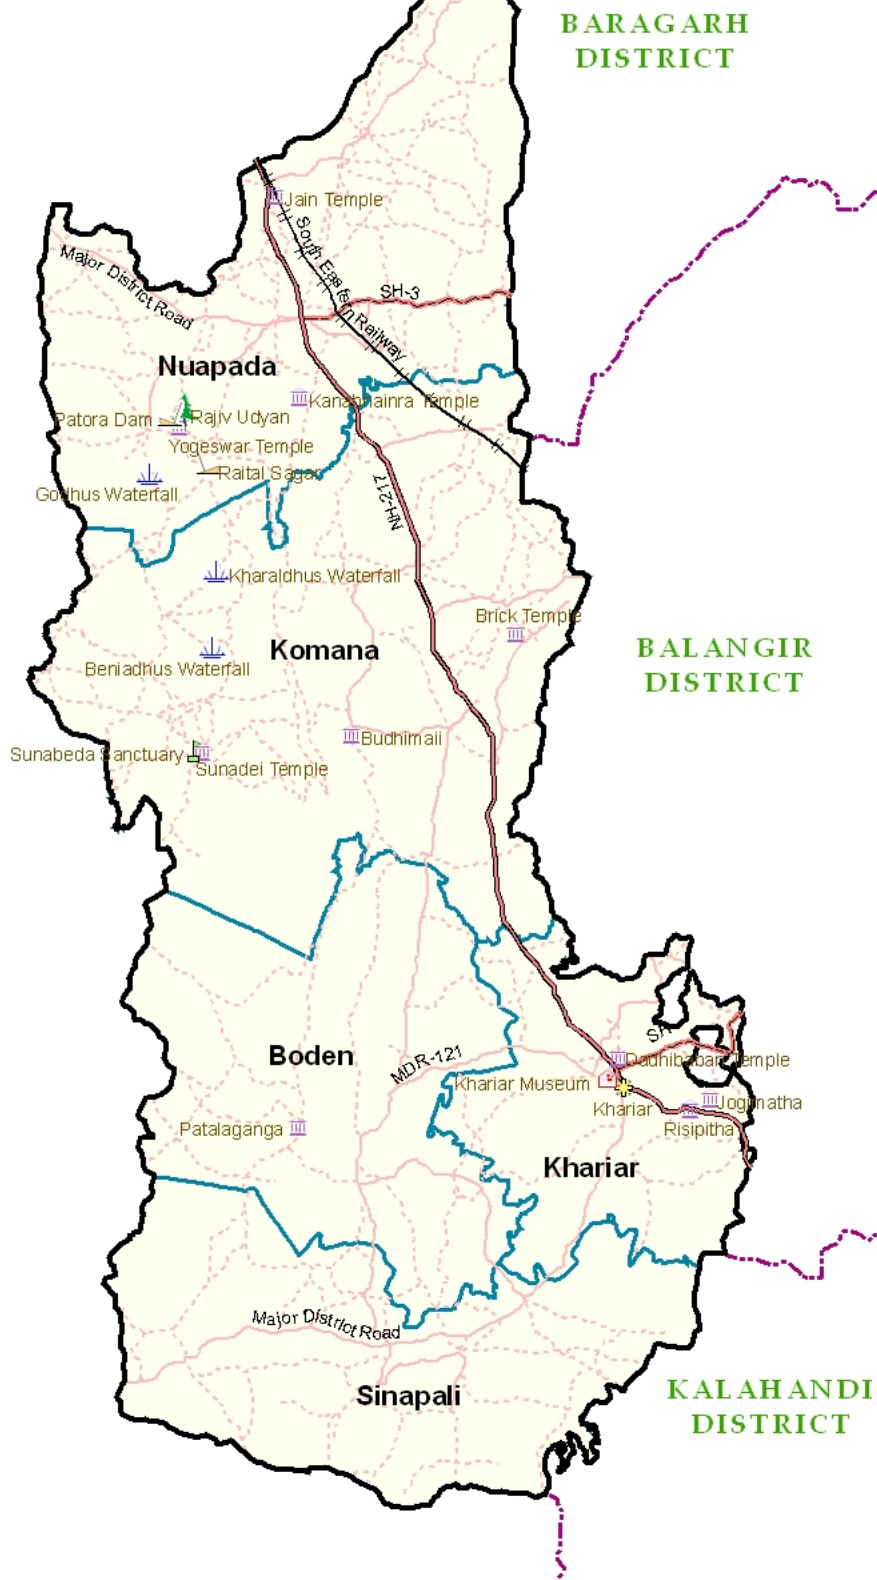 BARAGARH
DISTRICT
Jain Temple
South Eastern Railway
Major District Road
SH-3
Nuapada
Kanabhainra Temple
Patora Dam
Rajiv Udyan
Yogeswar Temple
Raital Sagar
Godhus Waterfall
NH-217
Kharaldhus Waterfall
Brick Temple
Komana
BALANGIR
DISTRICT
Beniadhus Waterfall
Budhimaii
Sunabeda Sanctuary
Sunadei Temple
Boden
MDR-121
SH
Dadhibaban Temple
Khariar Museum
Khariar
Jogimatha
Risipitha
Patalaganga
Khariar
Major District Road
Sinapali
KALAHANDI
DISTRICT